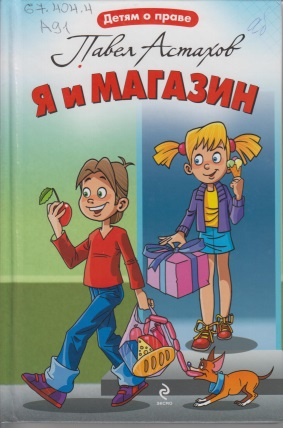 67.404.4
А91
Детям о праве
Павел Астахов
Я и МАГАЗИН
ЭКСМО